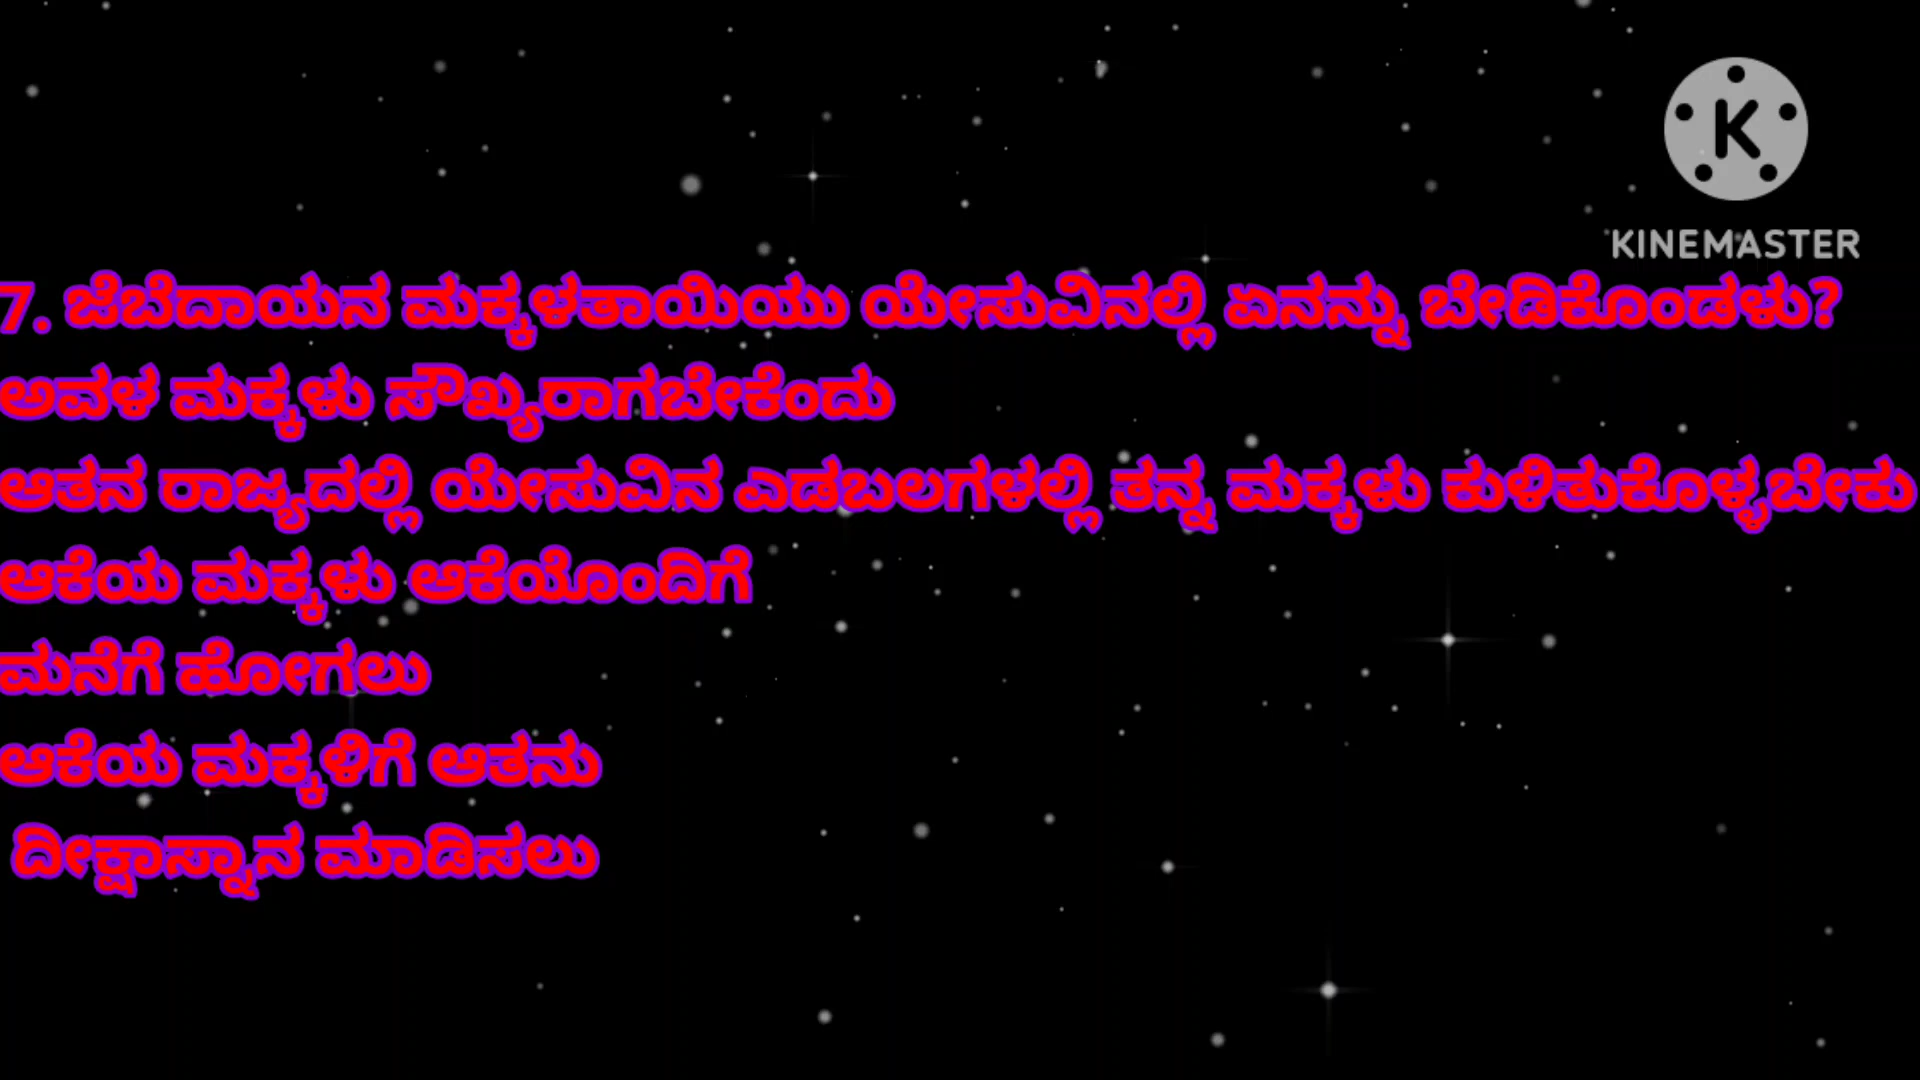 KINEMASTER
7. ಜೆಬೆದಾಯನ ಮಕ್ಕಳತಾಯಿಯು ಯೇಸುವಿನಲ್ಲಿ ಏನನ್ನು ಬೇಡಿಕೊಂಡಳು?
ಅವಳ ಮಕ್ಕಳು ಸೌಖ್ಯರಾಗಬೇಕೆಂದು
ಆತನ ರಾಜ್ಯದಲ್ಲಿ ಯೇಸುವಿನ ಎಡಬಲಗಳಲ್ಲಿ ತನ್ನ ಮಕ್ಕಳು ಕುಳಿತುಕೊಳ್ಳಬೇಕು
ಆಕೆಯ ಮಕ್ಕಳು ಆಕೆಯೊಂದಿಗೆ
ಮನೆಗೆ ಹೋಗಲು
ಆಕೆಯ ಮಕ್ಕಳಿಗೆ ಆತನು
ದೀಕ್ಷಾಸ್ನಾನ ಮಾಡಿಸಲು